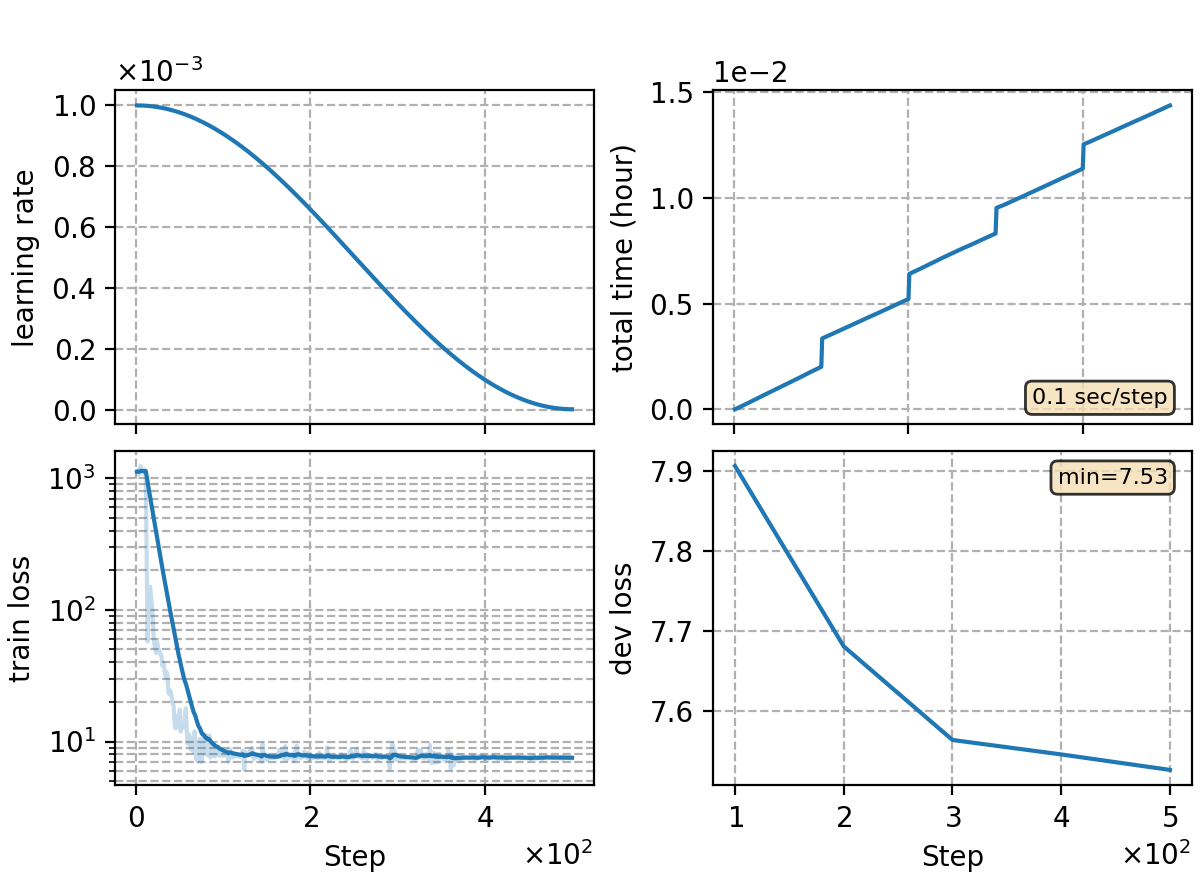 ×10⁻³
learning rate
1.0
0.8
0.6
0.4
0.2
0.0
1e−2
total time (hour)
1.5
1.0
0.5
0.0
0.1 sec/step
train loss
10³
10²
10¹
0 2 4
Step
×10²
dev loss
7.9
7.8
7.7
7.6
min=7.53
1 2 3 4 5
Step
×10²